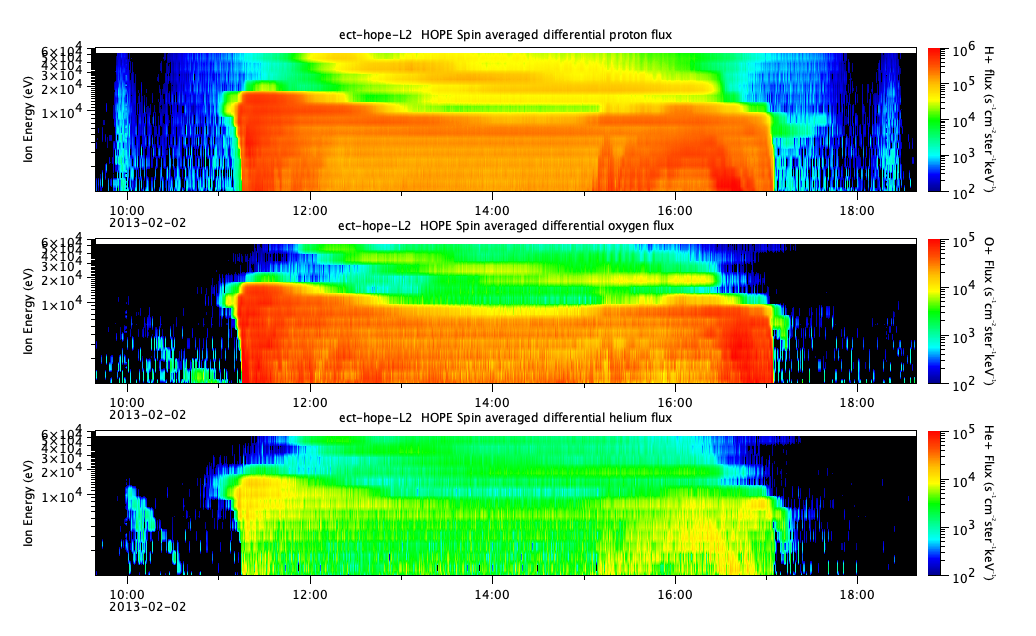 ect-hope-L2 HOPE Spin averaged differential proton flux
6×10⁴
4×10⁴
3×10⁴
2×10⁴
1×10⁴
Ion Energy (eV)
10⁶
10⁵
10⁴
10³
10²
H+ flux (s⁻¹cm⁻²ster⁻¹keV⁻¹)
10:00 12:00 14:00 16:00 18:00
2013-02-02
ect-hope-L2 HOPE Spin averaged differential oxygen flux
6×10⁴
4×10⁴
3×10⁴
2×10⁴
1×10⁴
Ion Energy (eV)
10⁵
10⁴
10³
10²
O+ Flux (s⁻¹cm⁻²ster⁻¹keV⁻¹)
10:00 12:00 14:00 16:00 18:00
2013-02-02
ect-hope-L2 HOPE Spin averaged differential helium flux
6×10⁴
4×10⁴
3×10⁴
2×10⁴
1×10⁴
Ion Energy (eV)
10⁵
10⁴
10³
10²
He+ Flux (s⁻¹cm⁻²ster⁻¹keV⁻¹)
10:00 12:00 14:00 16:00 18:00
2013-02-02